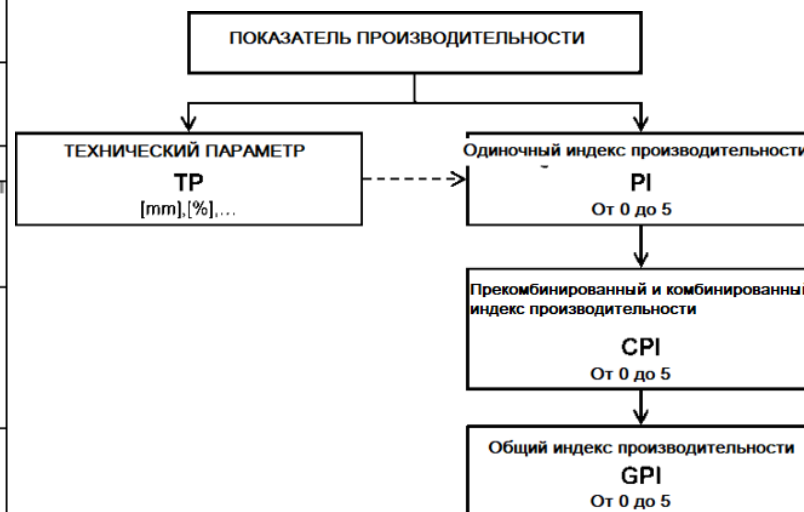 ПОКАЗАТЕЛЬ ПРОИЗВОДИТЕЛЬНОСТИ
ТЕХНИЧЕСКИЙ ПАРАМЕТР
TP
[mm],[%],...
Одиночный индекс производительности
PI
От 0 до 5
Прекомбинированный и комбинированный
индекс производительности
CPI
От 0 до 5
Общий индекс производительности
GPI
От 0 до 5